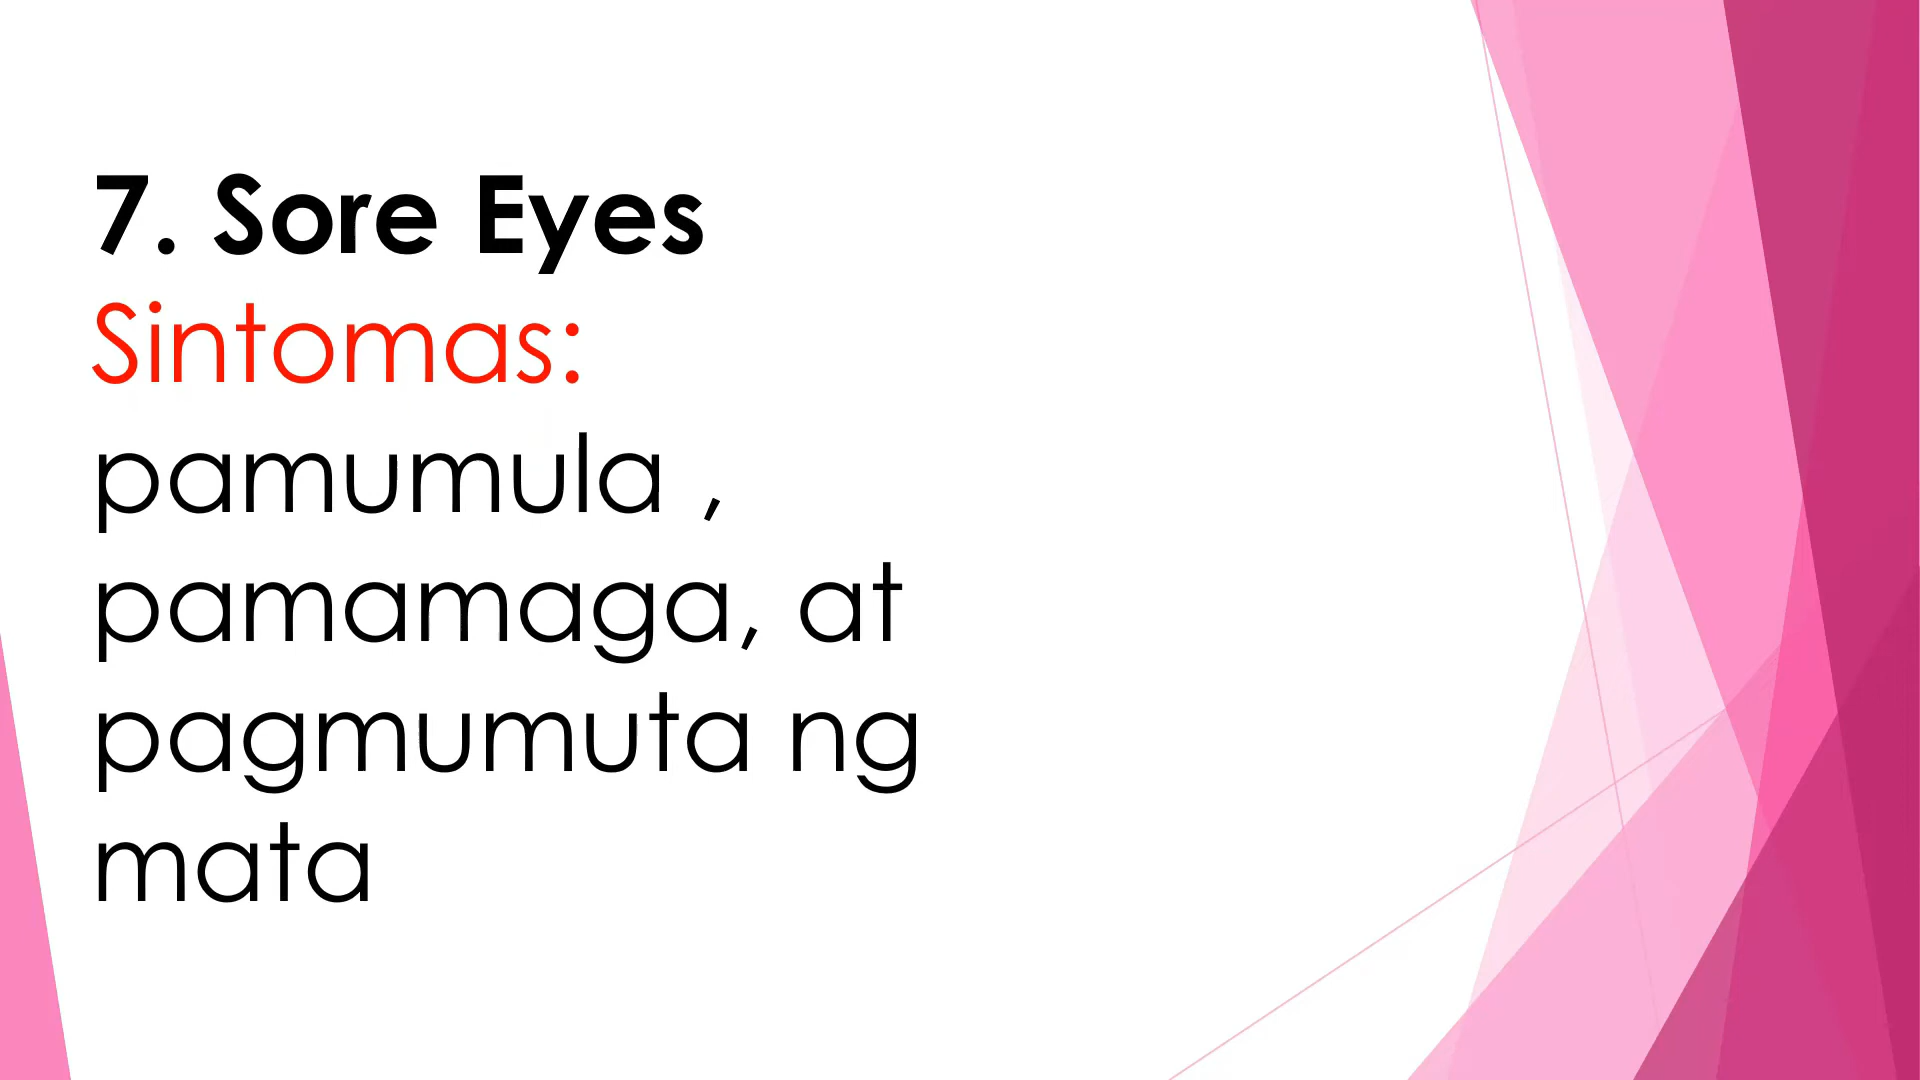 7. Sore Eyes
Sintomas:
pamumula ,
pamamaga, at
pagmumuta ng
mata